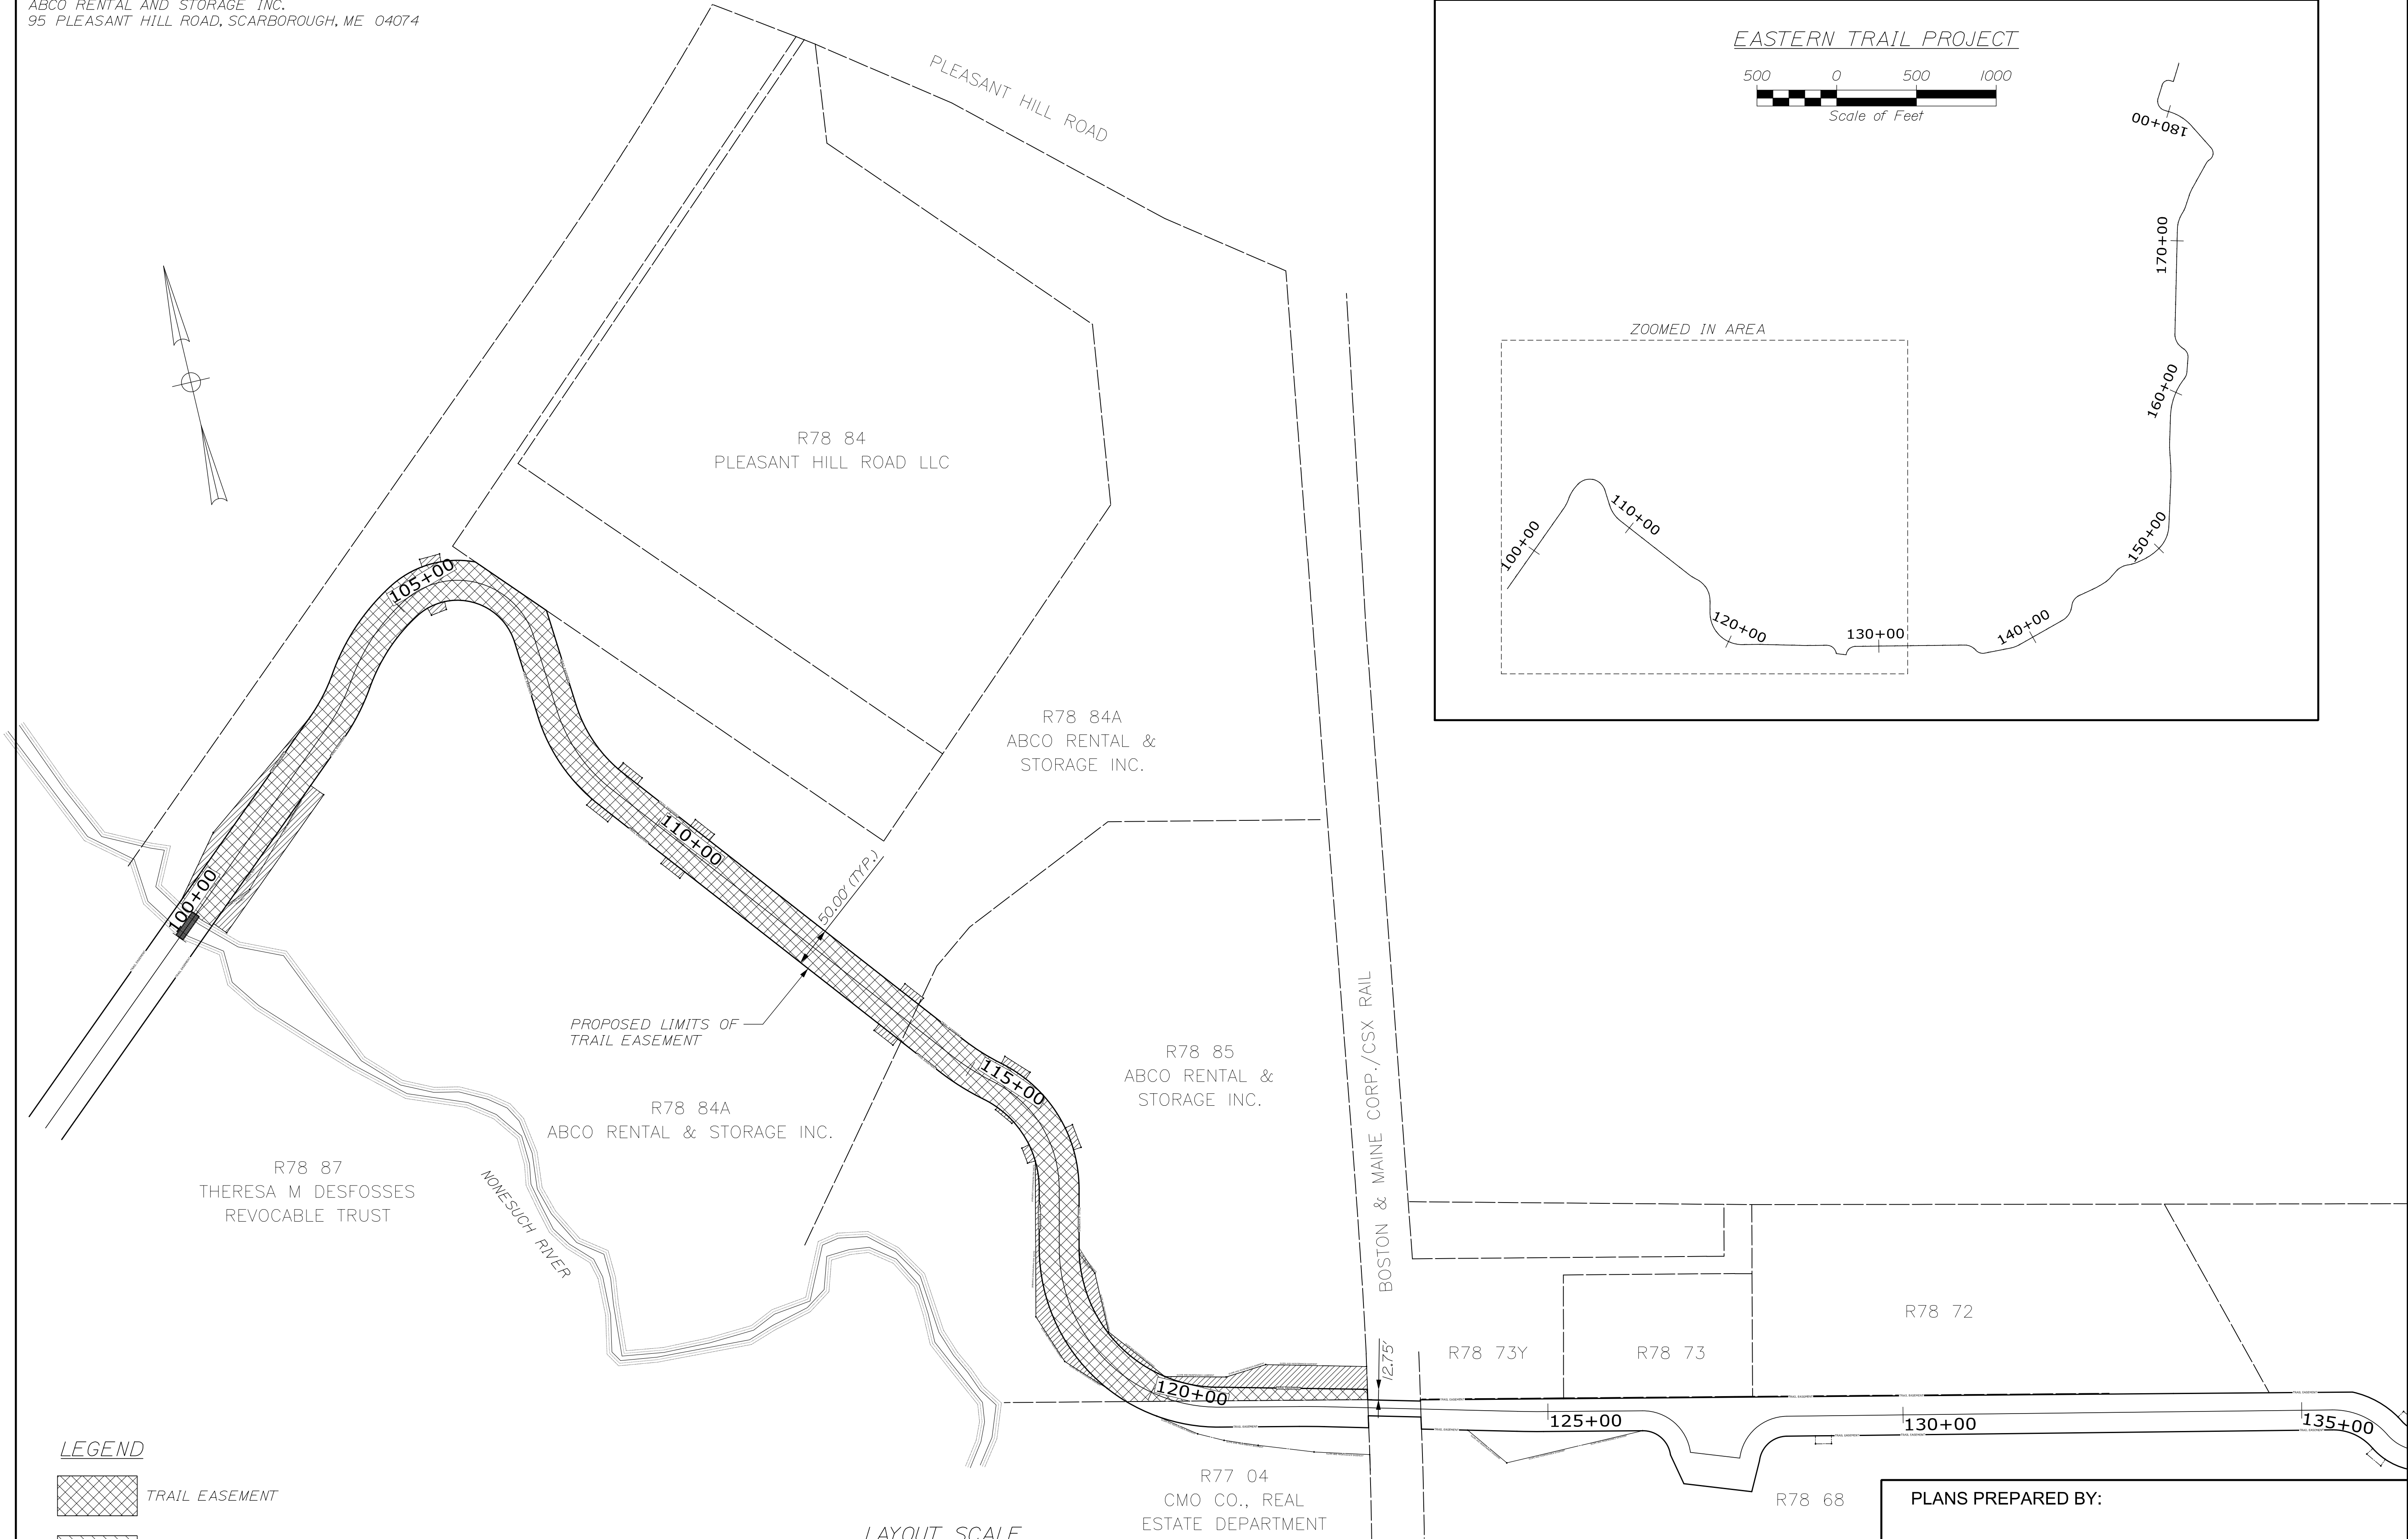 ABCO RENTAL AND STORAGE INC.
95 PLEASANT HILL ROAD, SCARBOROUGH, ME 04074
PLEASANT HILL ROAD
EASTERN TRAIL PROJECT
500 0 500 1000
Scale of Feet
180+00
170+00
ZOOMED IN AREA
160+00
150+00
140+00
130+00
120+00
110+00
100+00
R78 84
PLEASANT HILL ROAD LLC
105+00
R78 84A
ABCO RENTAL &
STORAGE INC.
110+00
50.00' (TYP.)
100+00
PROPOSED LIMITS OF
TRAIL EASEMENT
115+00
R78 85
ABCO RENTAL &
STORAGE INC.
BOSTON & MAINE CORP./CSX RAIL
R78 84A
ABCO RENTAL & STORAGE INC.
R78 87
THERESA M DESFOSSES
REVOCABLE TRUST
NONESUCH RIVER
12.75'
R78 73Y
R78 73
R78 72
120+00
125+00
130+00
135+00
LEGEND
TRAIL EASEMENT
R77 04
CMO CO., REAL
ESTATE DEPARTMENT
R78 68
PLANS PREPARED BY:
LAYOUT SCALE